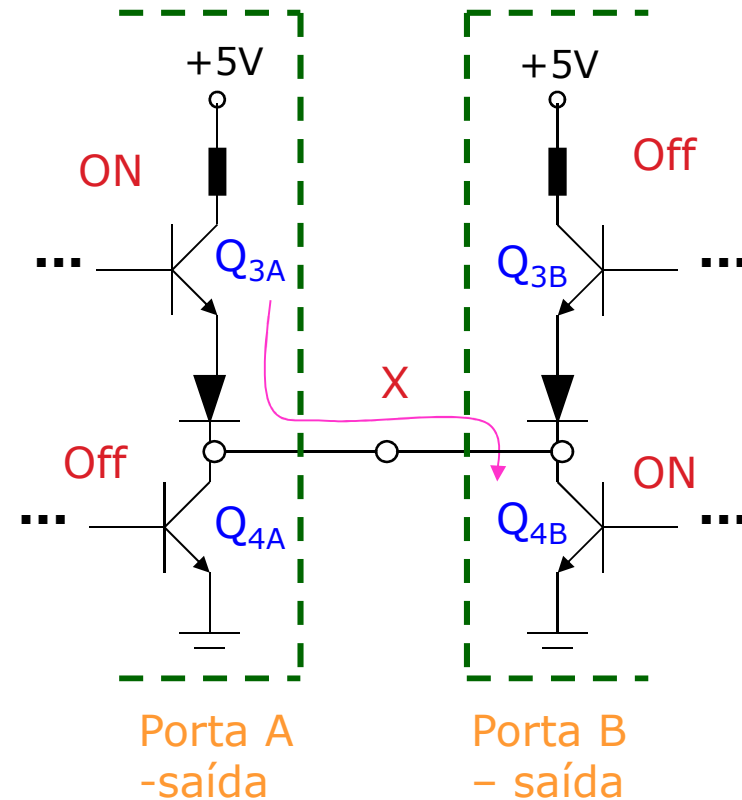 +5V
+5V
ON
Off
...
Q3A
Q3B
...
X
Off
ON
...
Q4A
Q4B
...
Porta A
-saída
Porta B
– saída